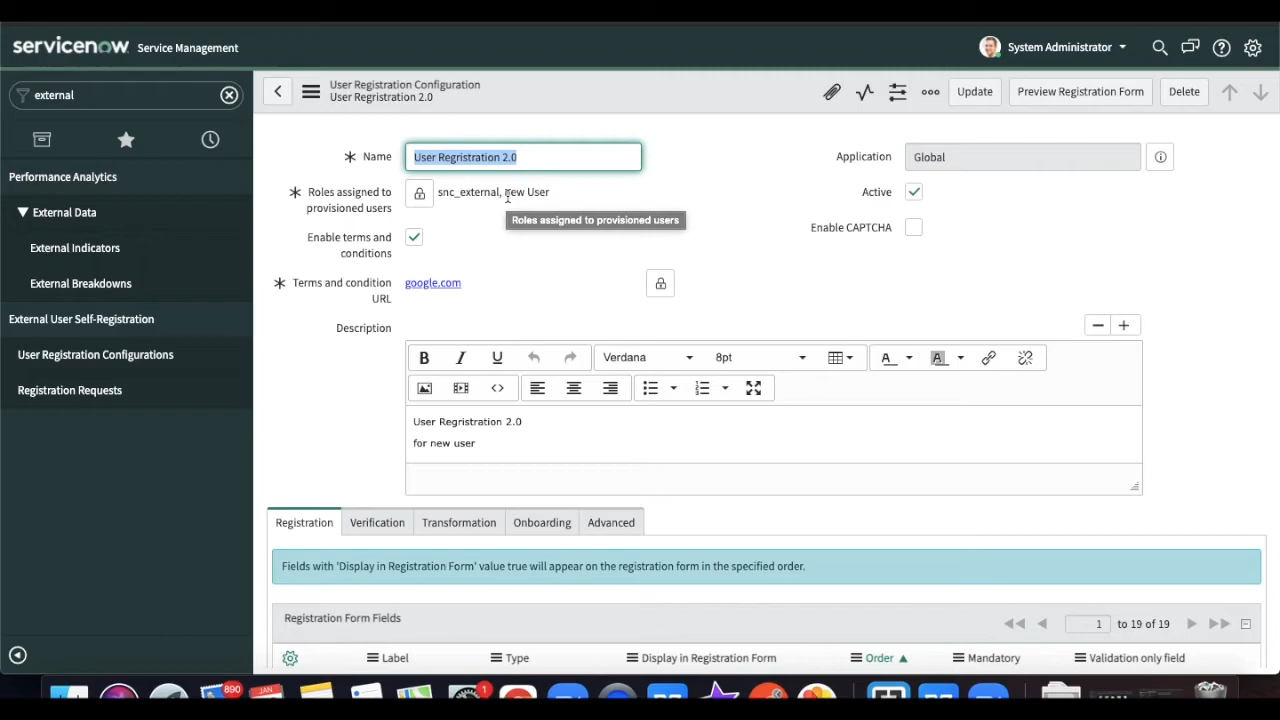 servicenow Service Management
System Administrator
external
User Registration Configuration
User Regristration 2.0
Update
Preview Registration Form
Delete
Performance Analytics
External Data
External Indicators
External Breakdowns
External User Self-Registration
User Registration Configurations
Registration Requests
Name
User Regristration 2.0
Application
Global
Roles assigned to
provisioned users
snc_external, new User
Active
Roles assigned to provisioned users
Enable terms and
conditions
Enable CAPTCHA
Terms and condition
URL
google.com
Description
B I U
Verdana
8pt
A
A
User Regristration 2.0
for new user
Registration
Verification
Transformation
Onboarding
Advanced
Fields with 'Display in Registration Form' value true will appear on the registration form in the specified order.
Registration Form Fields
1 to 19 of 19
Label
Type
Display in Registration Form
Order
Mandatory
Validation only field
890
JAN
1